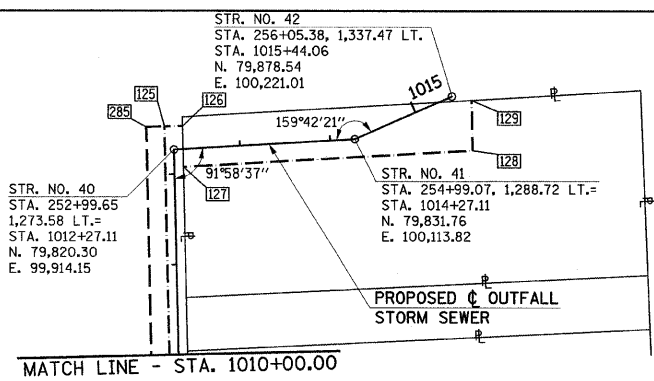 STR. NO. 42
STA. 256+05.38, 1,337.47 LT.
STA. 1015+44.06
N. 79,878.54
E. 100,221.01
1015
125
126
285
159°42'21"
129
128
91°58'37"
127
STR. NO. 40
STA. 252+99.65
1,273.58 LT.=
STA. 1012+27.11
N. 79,820.30
E. 99,914.15
STR. NO. 41
STA. 254+99.07, 1,288.72 LT.=
STA. 1014+27.11
N. 79,831.76
E. 100,113.82
PROPOSED ℄ OUTFALL
STORM SEWER
MATCH LINE - STA. 1010+00.00